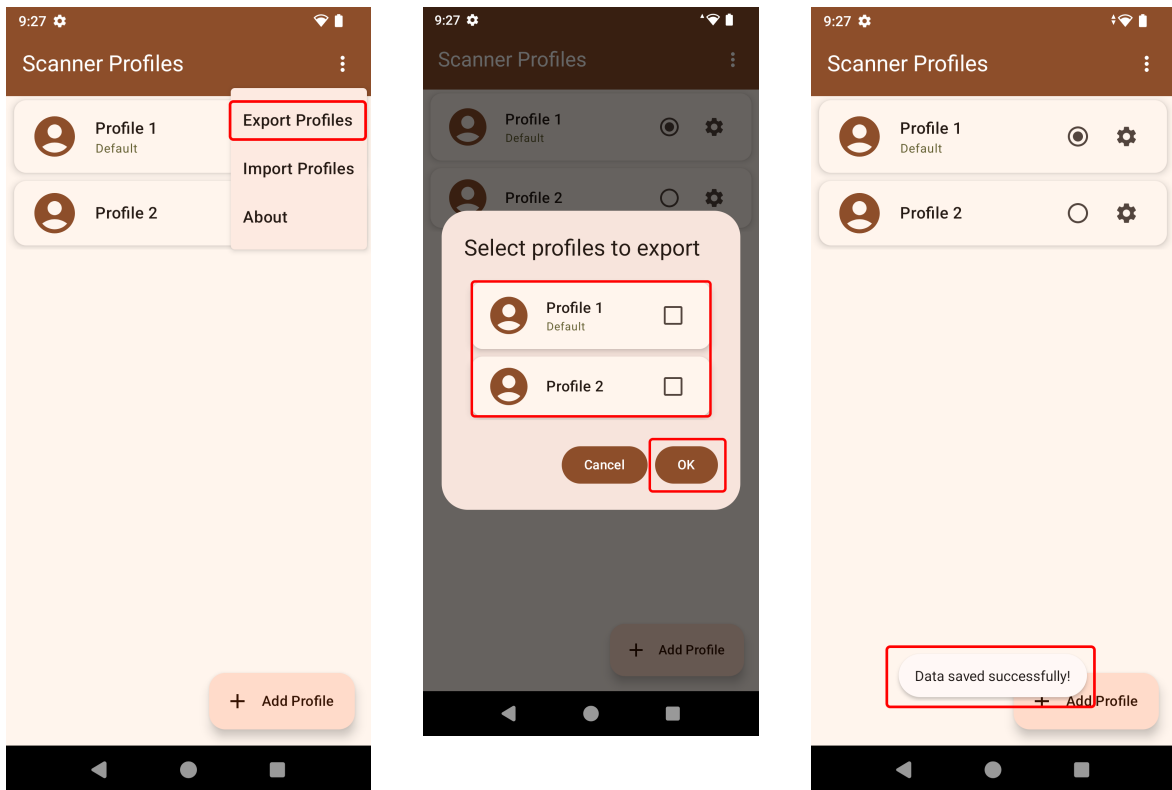 9:27
Scanner Profiles
Profile 1
Default
Profile 2
Export Profiles
Import Profiles
About
Add Profile
9:27
Scanner Profiles
Profile 1
Default
Profile 2
Select profiles to export
Profile 1
Default
Profile 2
Cancel
OK
Add Profile
9:27
Scanner Profiles
Profile 1
Default
Profile 2
Data saved successfully!
Add Profile